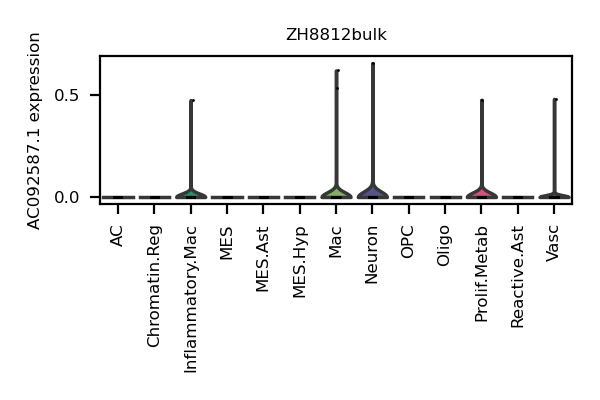 ZH8812bulk
AC092587.1 expression
0.5
0.0
AC
Chromatin.Reg
Inflammatory.Mac
MES
MES.Ast
MES.Hyp
Mac
Neuron
OPC
Oligo
Prolif.Metab
Reactive.Ast
Vasc